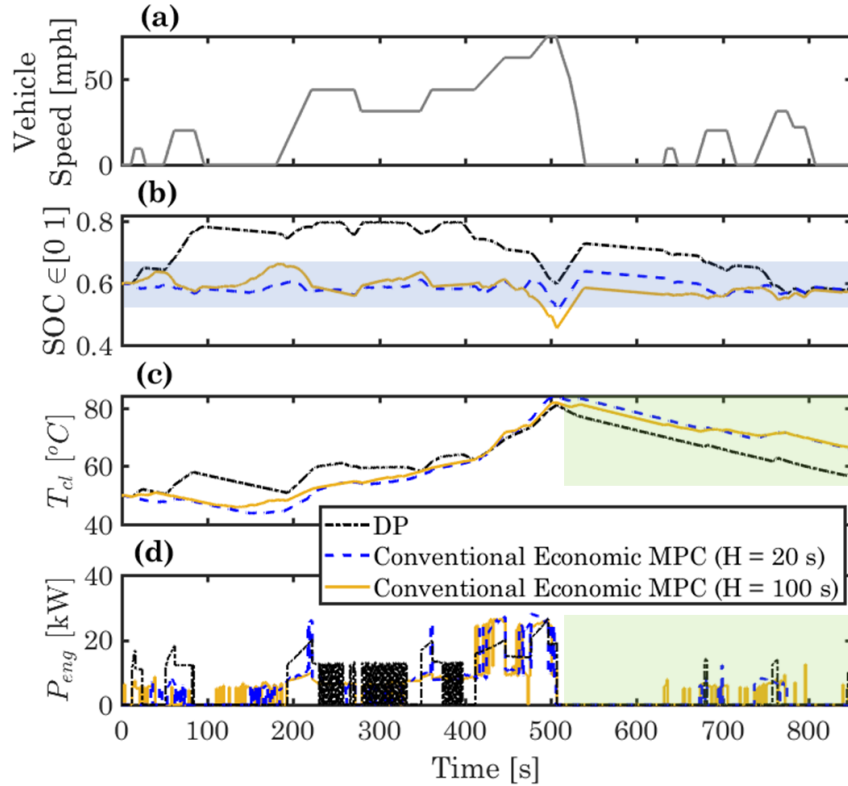 (a)
Vehicle
Speed [mph]
50
0
(b)
SOC ∈[0 1]
0.8
0.6
0.4
(c)
T_cl [°C]
80
60
40
DP
Conventional Economic MPC (H = 20 s)
Conventional Economic MPC (H = 100 s)
(d)
P_eng [kW]
40
20
0
0 100 200 300 400 500 600 700 800
Time [s]